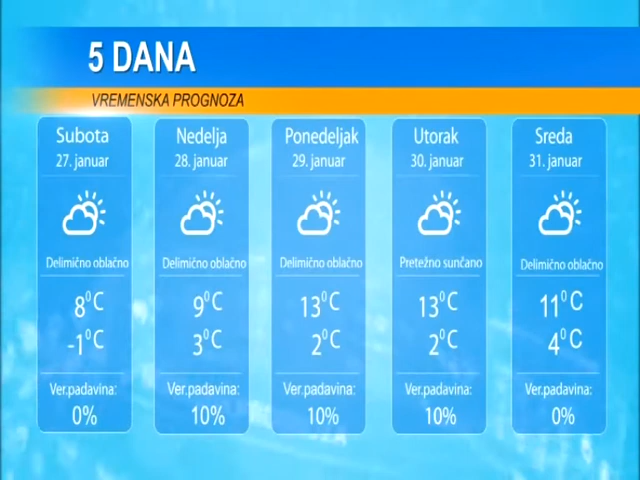 5 DANA
VREMENSKA PROGNOZA
Subota
27. januar
Delimično oblačno
8°C
-1°C
Ver.padavina:
0%
Nedelja
28. januar
Delimično oblačno
9°C
3°C
Ver.padavina:
10%
Ponedeljak
29. januar
Delimično oblačno
13°C
2°C
Ver.padavina:
10%
Utorak
30. januar
Pretežno sunčano
13°C
2°C
Ver.padavina:
10%
Sreda
31. januar
Delimično oblačno
11°C
4°C
Ver.padavina:
0%